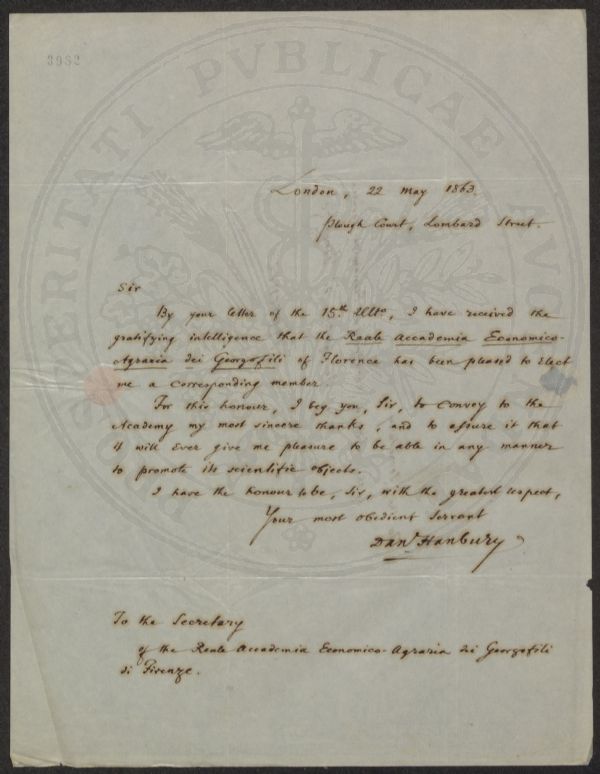 3982
PROSPERITATI PVBLICAE
London, 22 May 1863.
Plough Court, Lombard Street.
Sir
By your letter of the 15.th Ulto, I have received the
gratifying intelligence that the Reale Accademia Economico-
Agraria dei Georgofili of Florence has been pleased to elect
me a corresponding member.
For this honour, I beg you, Sir, to convey to the
Academy my most sincere thanks, and to assure it that
it will ever give me pleasure to be able in any manner
to promote its scientific objects.
I have the honour to be, Sir, with the greatest respect,
Your most obedient Servant
Danl Hanbury
To the Secretary
of the Reale Accademia Economico-Agraria dei Georgofili
di Firenze.